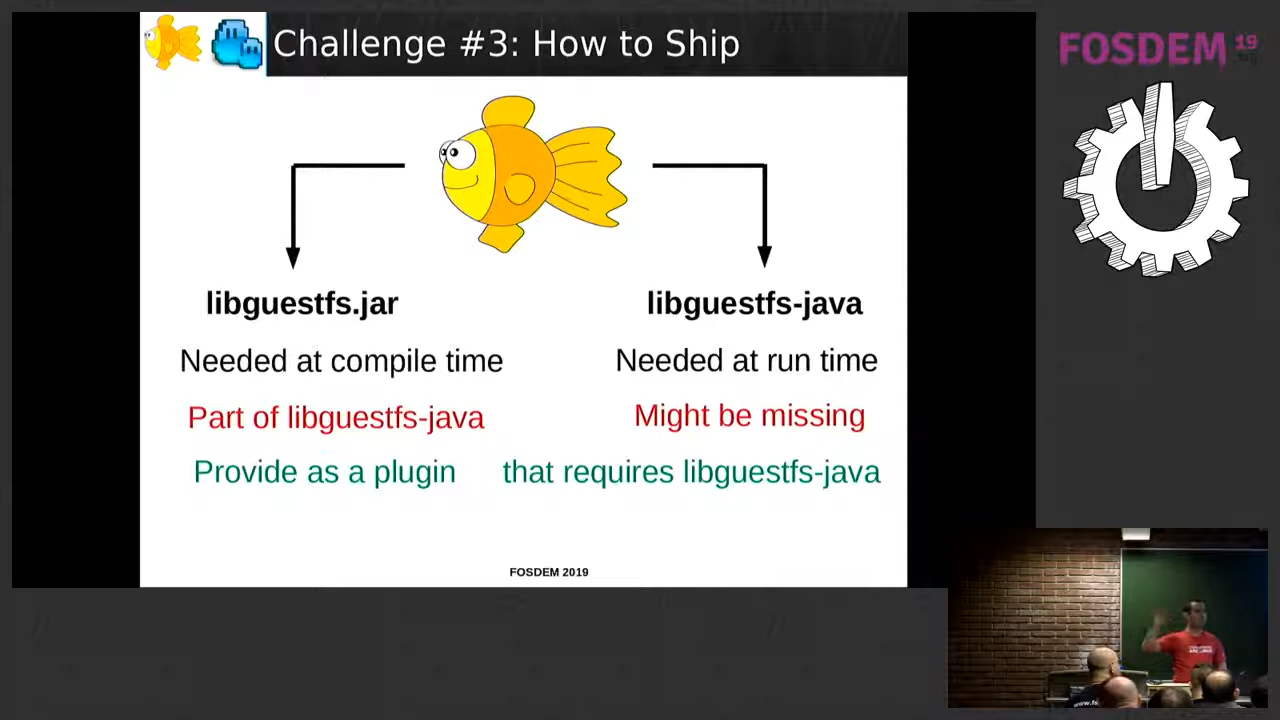 Challenge #3: How to Ship
FOSDEM 19
libguestfs.jar
libguestfs-java
Needed at compile time
Needed at run time
Part of libguestfs-java
Might be missing
Provide as a plugin
that requires libguestfs-java
FOSDEM 2019